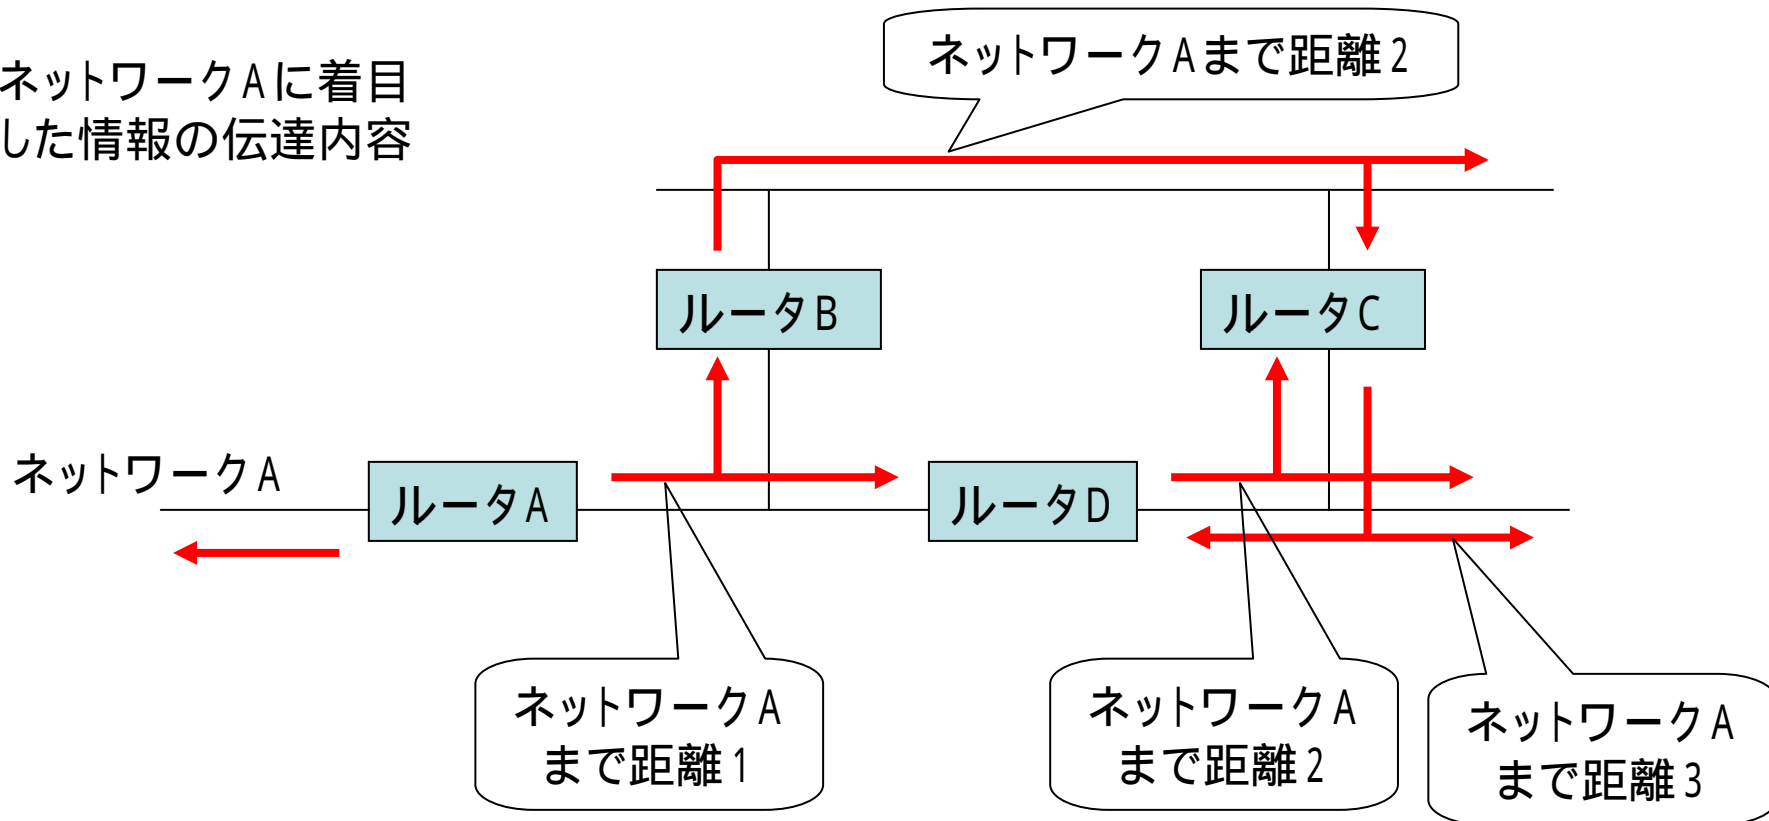 ネットワークAまで距離2
ネットワークAに着目
した情報の伝達内容
ルータB
ルータC
ネットワークA
ルータA
ルータD
ネットワークA
まで距離1
ネットワークA
まで距離2
ネットワークA
まで距離3